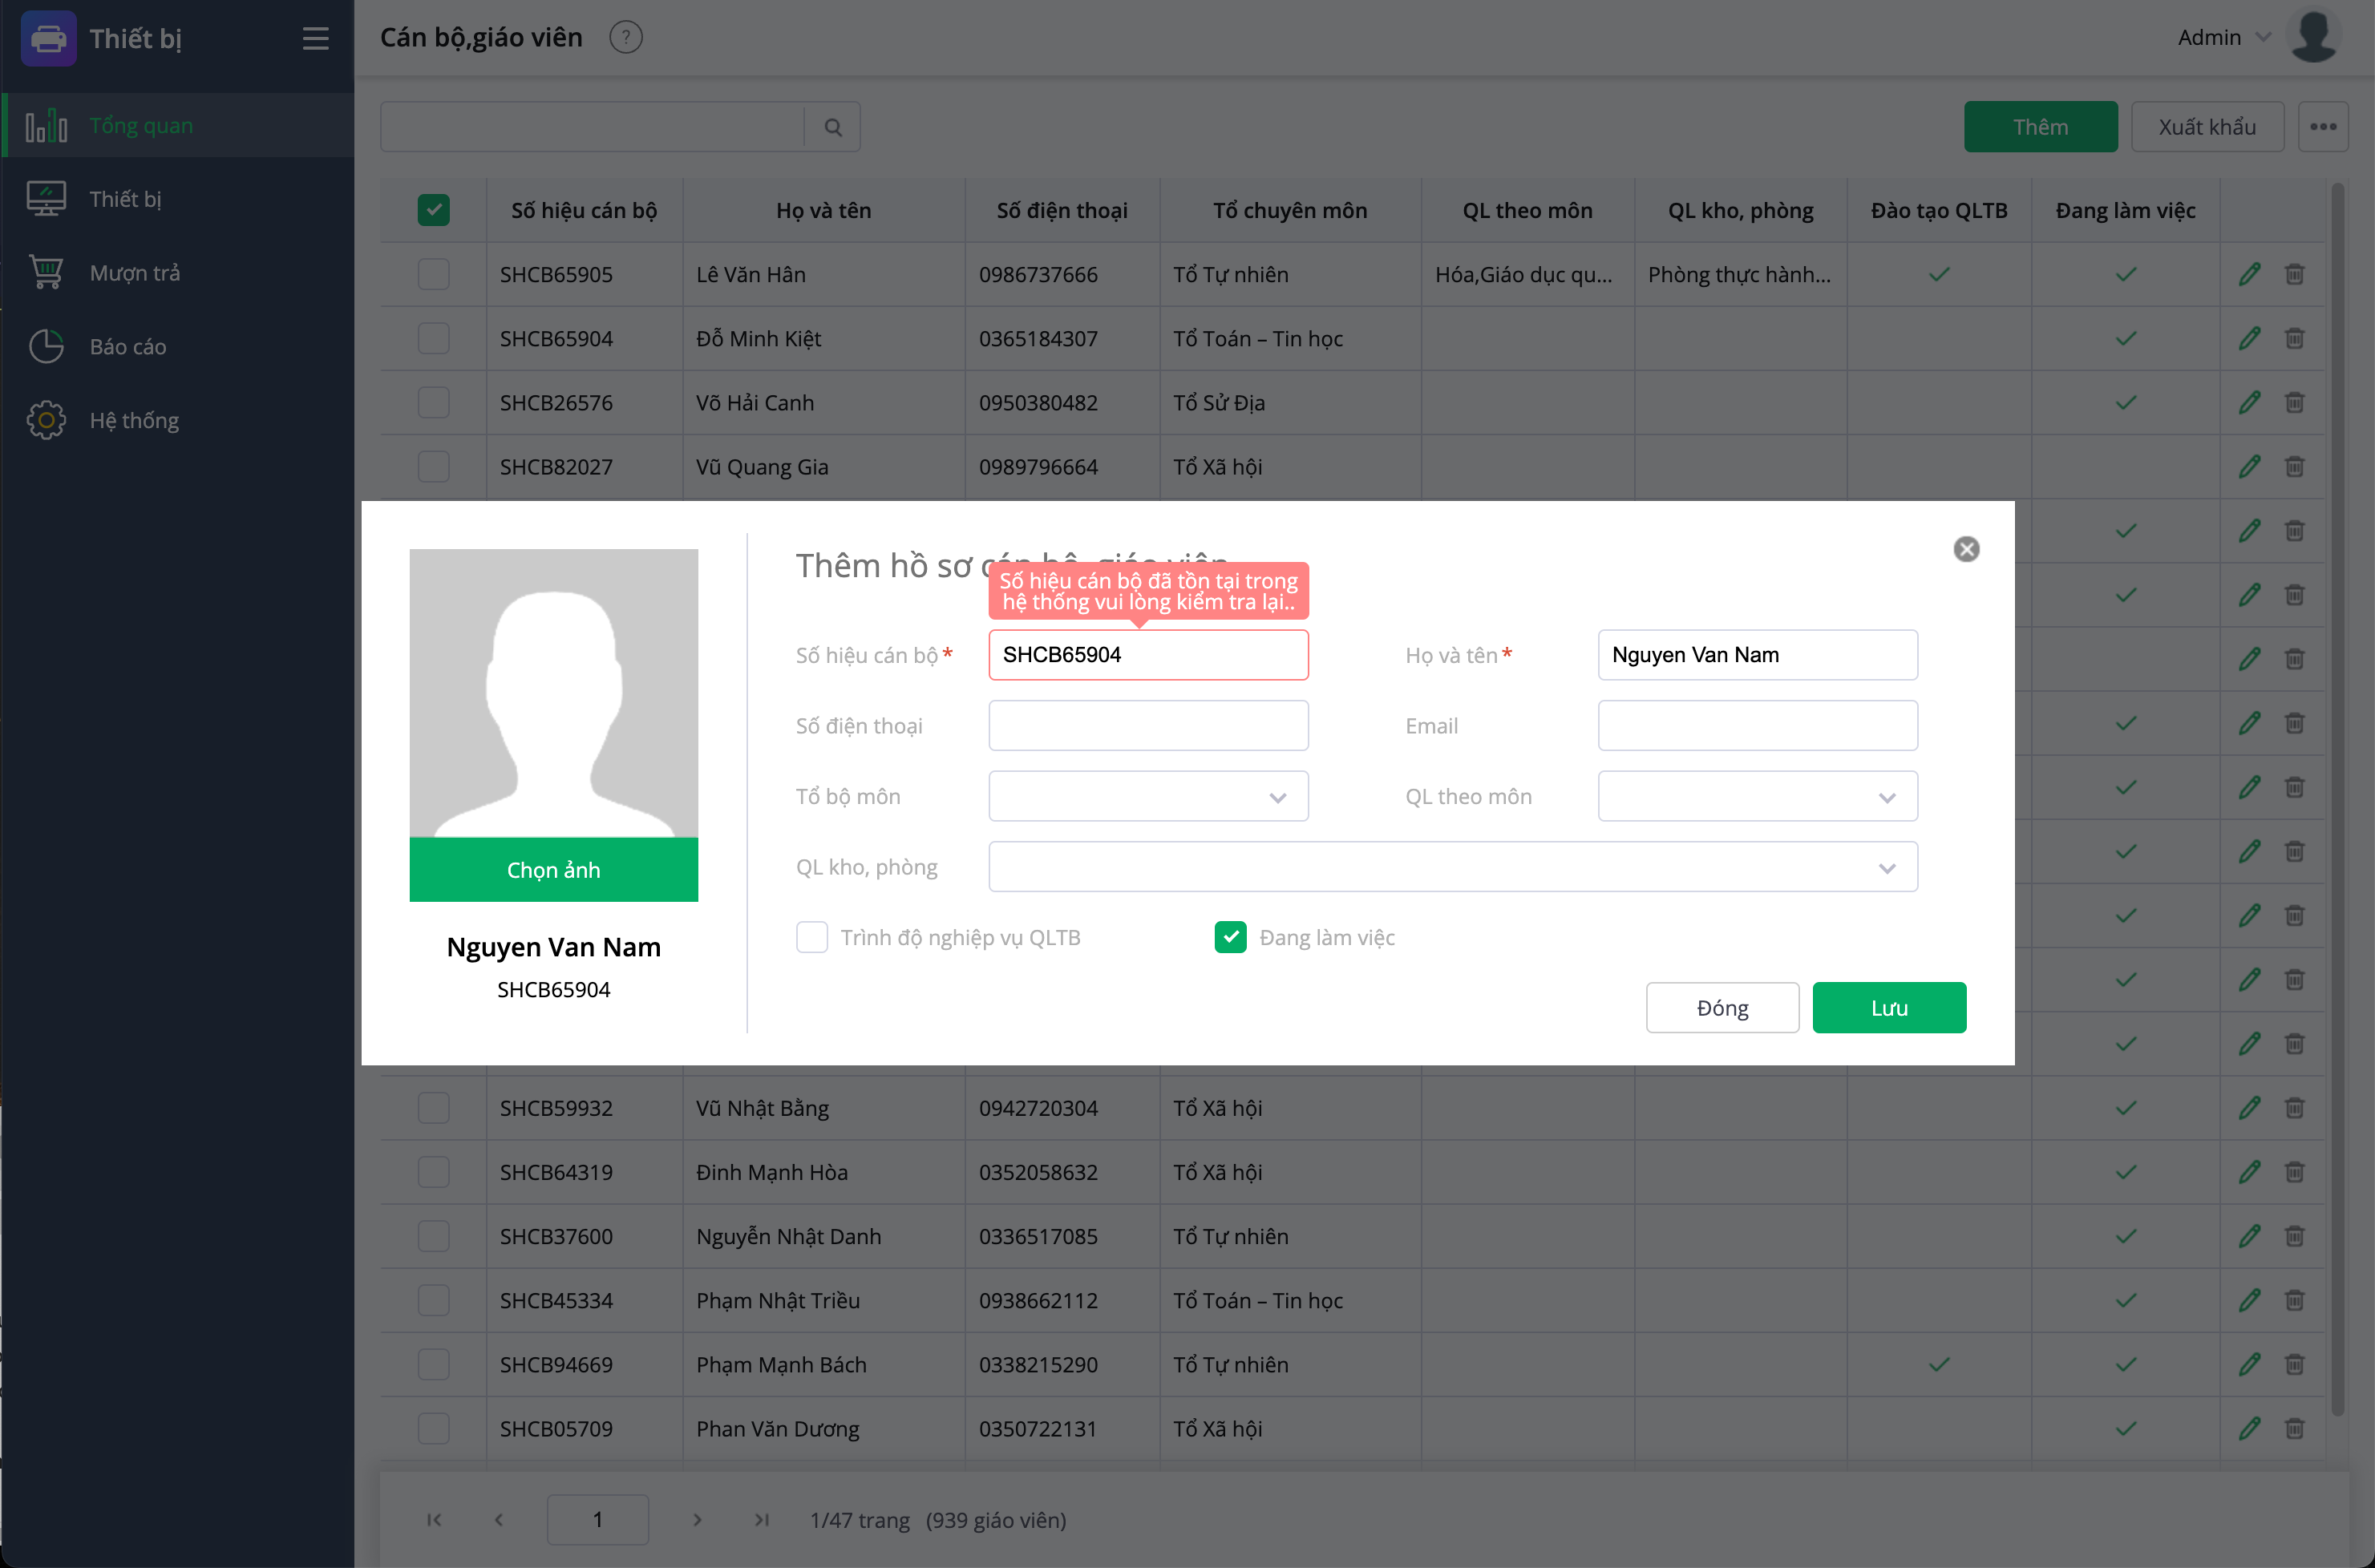 Thiết bị
Cán bộ,giáo viên ?
Admin
Tổng quan
Thiết bị
Mượn trả
Báo cáo
Hệ thống
Thêm
Xuất khẩu
Số hiệu cán bộ Họ và tên Số điện thoại Tổ chuyên môn QL theo môn QL kho, phòng Đào tạo QLTB Đang làm việc
SHCB65905 Lê Văn Hân 0986737666 Tổ Tự nhiên Hóa,Giáo dục qu... Phòng thực hành...
SHCB65904 Đỗ Minh Kiệt 0365184307 Tổ Toán – Tin học
SHCB26576 Võ Hải Canh 0950380482 Tổ Sử Địa
SHCB82027 Vũ Quang Gia 0989796664 Tổ Xã hội
Thêm hồ sơ cán bộ, giáo viên
Số hiệu cán bộ đã tồn tại trong
hệ thống vui lòng kiểm tra lại..
Số hiệu cán bộ* SHCB65904 Họ và tên* Nguyen Van Nam
Số điện thoại Email
Tổ bộ môn QL theo môn
QL kho, phòng
Trình độ nghiệp vụ QLTB Đang làm việc
Chọn ảnh
Nguyen Van Nam
SHCB65904
Đóng Lưu
SHCB59932 Vũ Nhật Bằng 0942720304 Tổ Xã hội
SHCB64319 Đinh Mạnh Hòa 0352058632 Tổ Xã hội
SHCB37600 Nguyễn Nhật Danh 0336517085 Tổ Tự nhiên
SHCB45334 Phạm Nhật Triều 0938662112 Tổ Toán – Tin học
SHCB94669 Phạm Mạnh Bách 0338215290 Tổ Tự nhiên
SHCB05709 Phan Văn Dương 0350722131 Tổ Xã hội
1 1/47 trang (939 giáo viên)